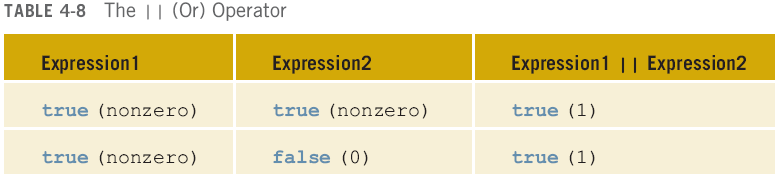 TABLE 4-8 The || (Or) Operator
Expression1 Expression2 Expression1 || Expression2
true (nonzero) true (nonzero) true (1)
true (nonzero) false (0) true (1)